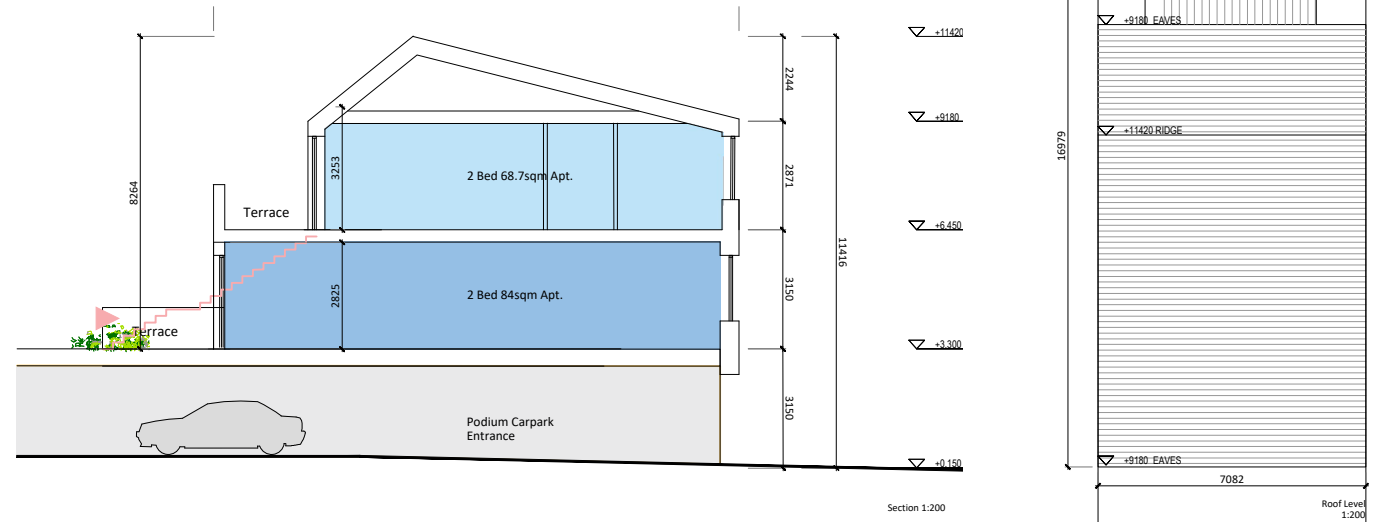 +11420
2244
+9180
8264
3253
2 Bed 68.7sqm Apt.
2871
Terrace
+6.450
11416
2825
2 Bed 84sqm Apt.
3150
Terrace
+3.300
3150
Podium Carpark
Entrance
+0.150
Section 1:200
+9180 EAVES
+11420 RIDGE
16979
+9180 EAVES
7082
Roof Level
1:200